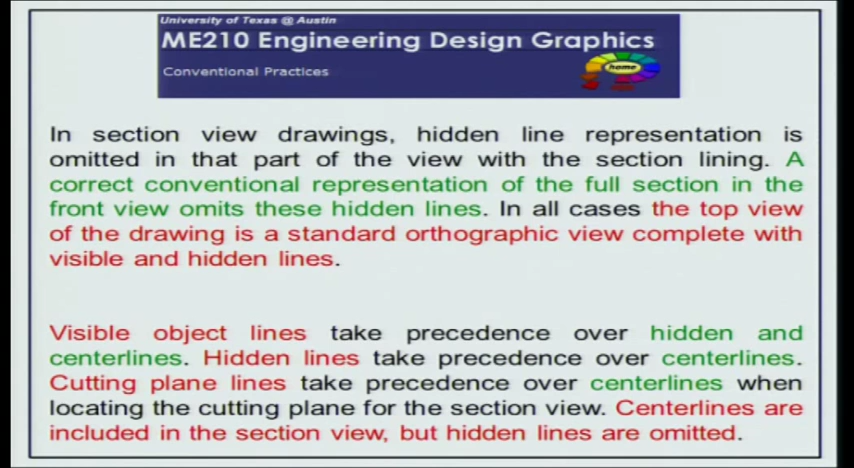 University of Texas @ Austin
ME210 Engineering Design Graphics
Conventional Practices
home
In section view drawings, hidden line representation is
omitted in that part of the view with the section lining. A
correct conventional representation of the full section in the
front view omits these hidden lines. In all cases the top view
of the drawing is a standard orthographic view complete with
visible and hidden lines.
Visible object lines take precedence over hidden and
centerlines. Hidden lines take precedence over centerlines.
Cutting plane lines take precedence over centerlines when
locating the cutting plane for the section view. Centerlines are
included in the section view, but hidden lines are omitted.